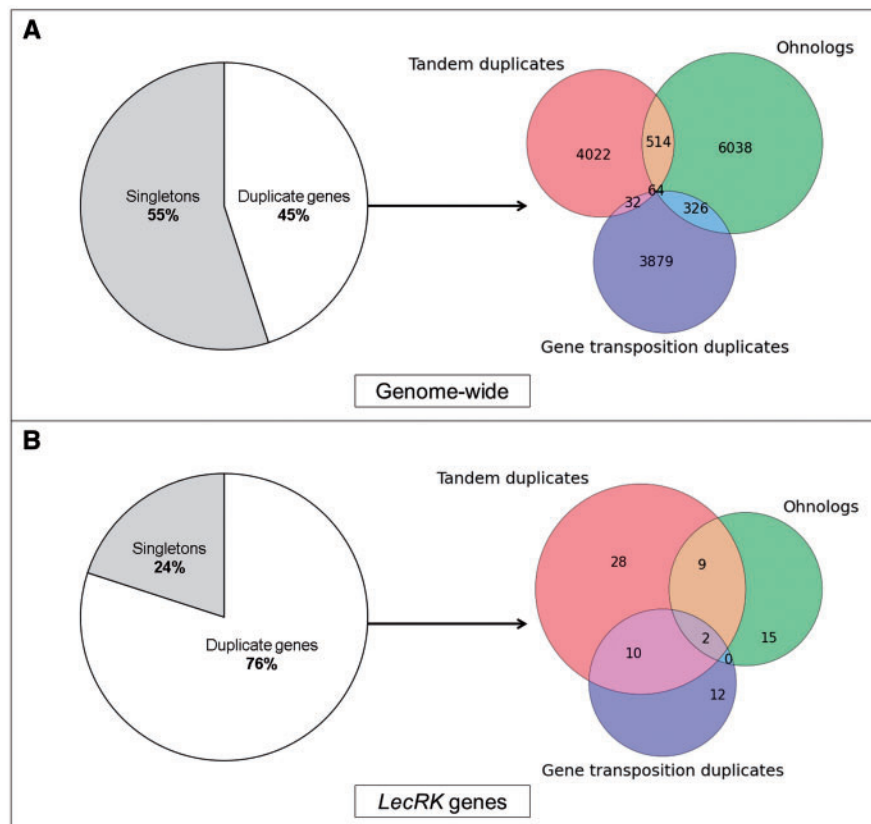 A
Tandem duplicates
Ohnologs
4022
514
6038
64
32
326
3879
Singletons
55%
Duplicate genes
45%
Gene transposition duplicates
Genome-wide
B
Tandem duplicates
Ohnologs
28
9
2
15
10
0
12
Singletons
24%
Duplicate genes
76%
Gene transposition duplicates
LecRK genes